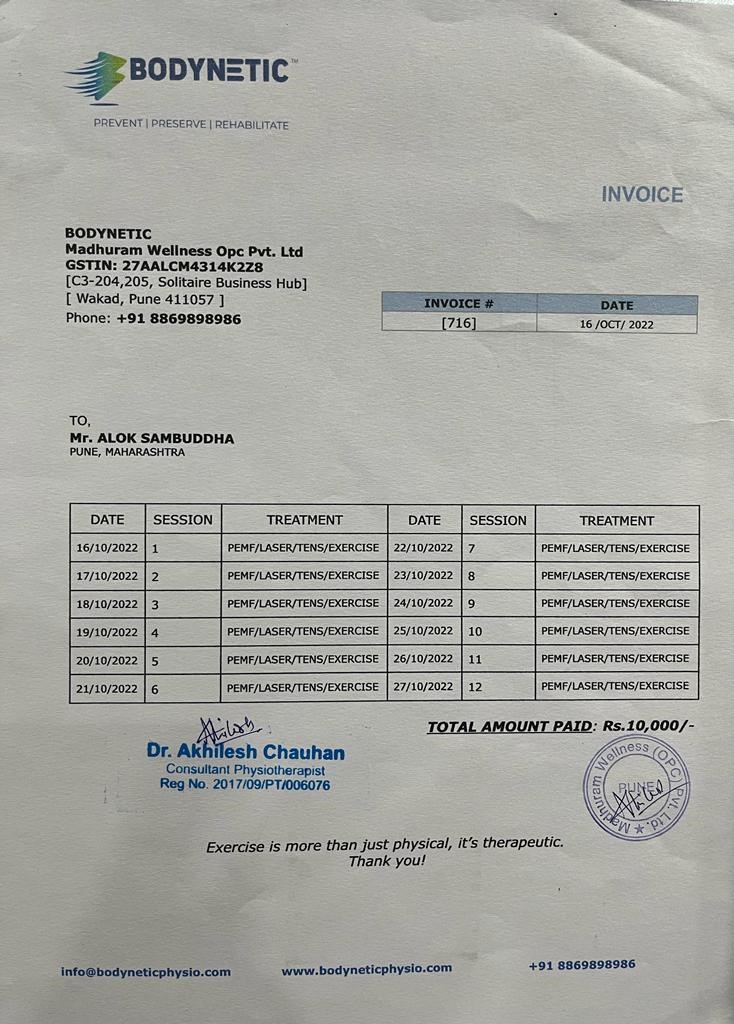 BODYNETIC™
PREVENT | PRESERVE | REHABILITATE
INVOICE
BODYNETIC
Madhuram Wellness Opc Pvt. Ltd
GSTIN: 27AALCM4314K2Z8
[C3-204,205, Solitaire Business Hub]
[ Wakad, Pune 411057 ]
Phone: +91 8869898986
INVOICE # DATE
[716] 16 /OCT/ 2022
TO,
Mr. ALOK SAMBUDDHA
PUNE, MAHARASHTRA
DATE SESSION TREATMENT DATE SESSION TREATMENT
16/10/2022 1 PEMF/LASER/TENS/EXERCISE 22/10/2022 7 PEMF/LASER/TENS/EXERCISE
17/10/2022 2 PEMF/LASER/TENS/EXERCISE 23/10/2022 8 PEMF/LASER/TENS/EXERCISE
18/10/2022 3 PEMF/LASER/TENS/EXERCISE 24/10/2022 9 PEMF/LASER/TENS/EXERCISE
19/10/2022 4 PEMF/LASER/TENS/EXERCISE 25/10/2022 10 PEMF/LASER/TENS/EXERCISE
20/10/2022 5 PEMF/LASER/TENS/EXERCISE 26/10/2022 11 PEMF/LASER/TENS/EXERCISE
21/10/2022 6 PEMF/LASER/TENS/EXERCISE 27/10/2022 12 PEMF/LASER/TENS/EXERCISE
TOTAL AMOUNT PAID: Rs.10,000/-
Dr. Akhilesh Chauhan
Consultant Physiotherapist
Reg No. 2017/09/PT/006076
Madhuram Wellness (OPC) Pvt. Ltd. ★
PUNE
Exercise is more than just physical, it's therapeutic.
Thank you!
info@bodyneticphysio.com www.bodyneticphysio.com +91 8869898986